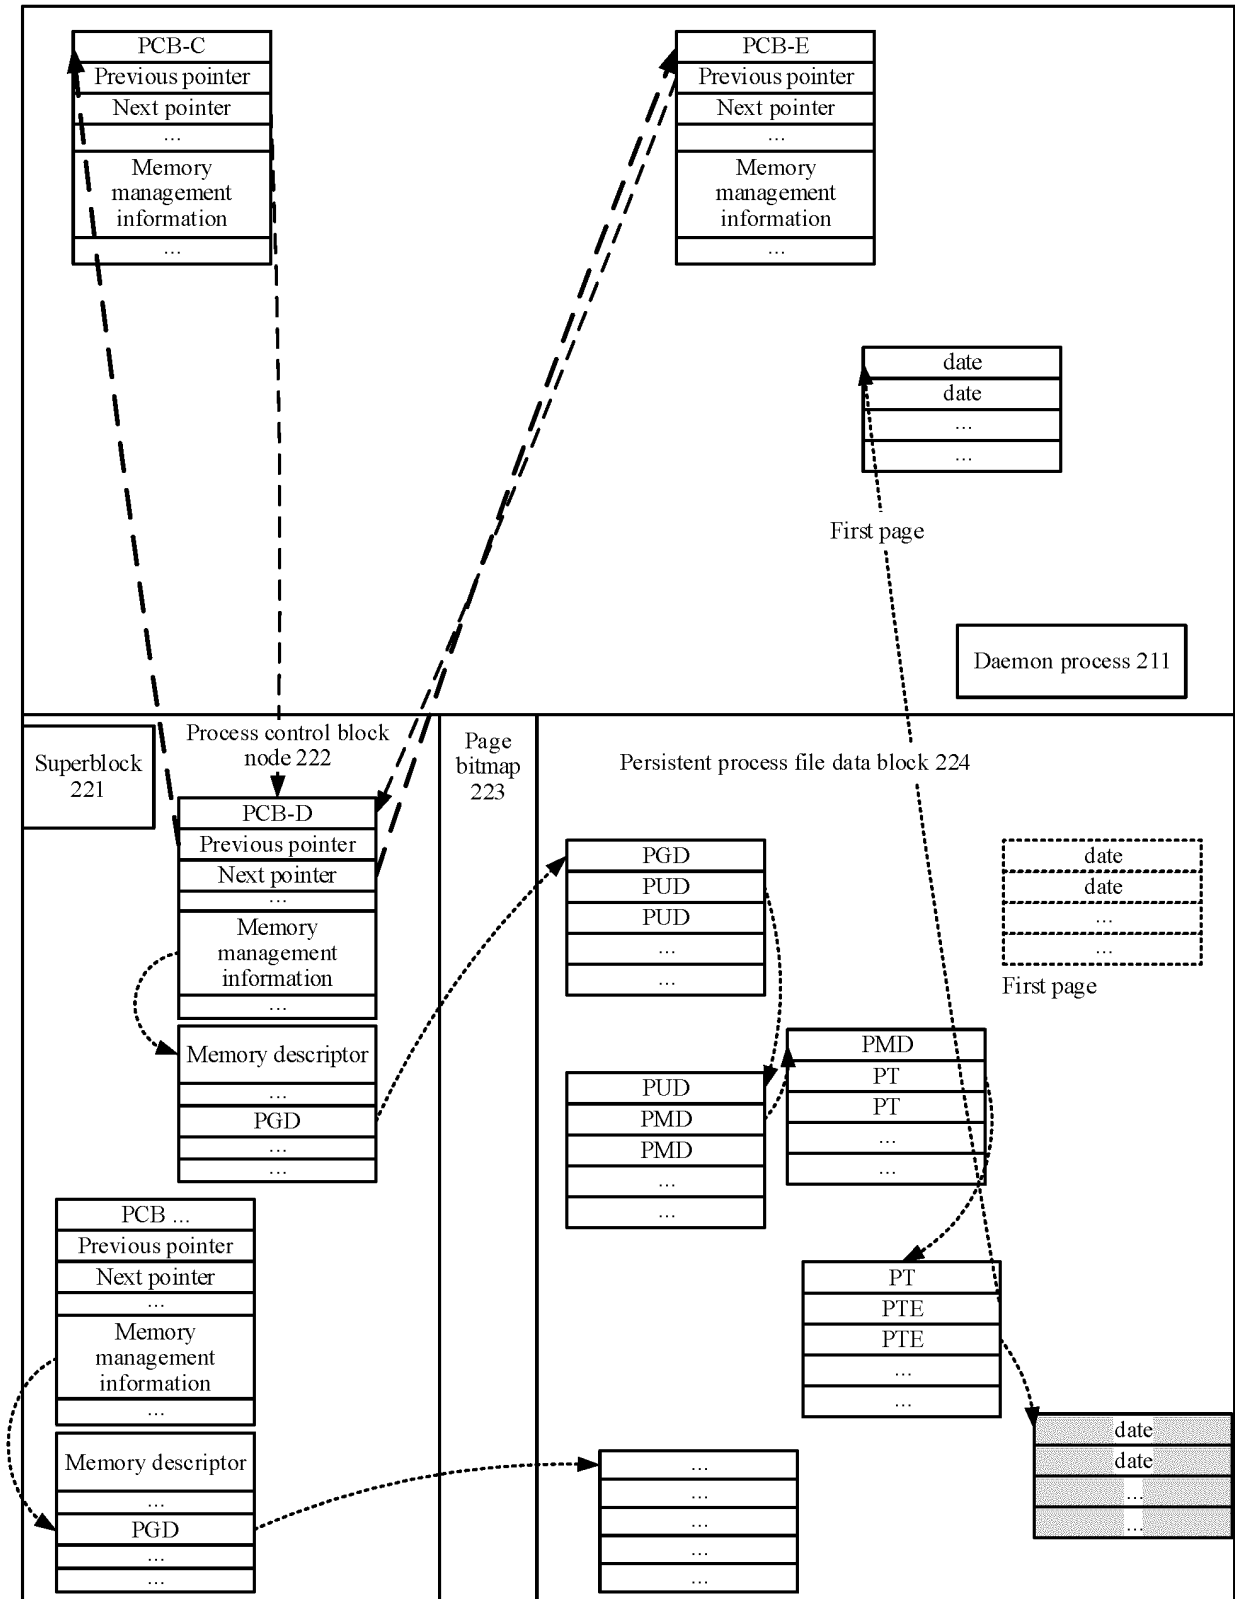 PCB-C
Previous pointer
Next pointer
...
Memory
management
information
...
PCB-E
Previous pointer
Next pointer
...
Memory
management
information
...
date
date
...
...
First page
Daemon process 211
Superblock
221
Process control block
node 222
Page
bitmap
223
Persistent process file data block 224
PCB-D
Previous pointer
Next pointer
...
Memory
management
information
...
Memory descriptor
...
PGD
...
...
PGD
PUD
PUD
...
...
date
date
...
...
First page
PUD
PMD
PMD
...
...
PMD
PT
PT
...
...
PCB ...
Previous pointer
Next pointer
...
Memory
management
information
...
Memory descriptor
...
PGD
...
...
PT
PTE
PTE
...
...
...
...
...
...
...
date
date
...
...